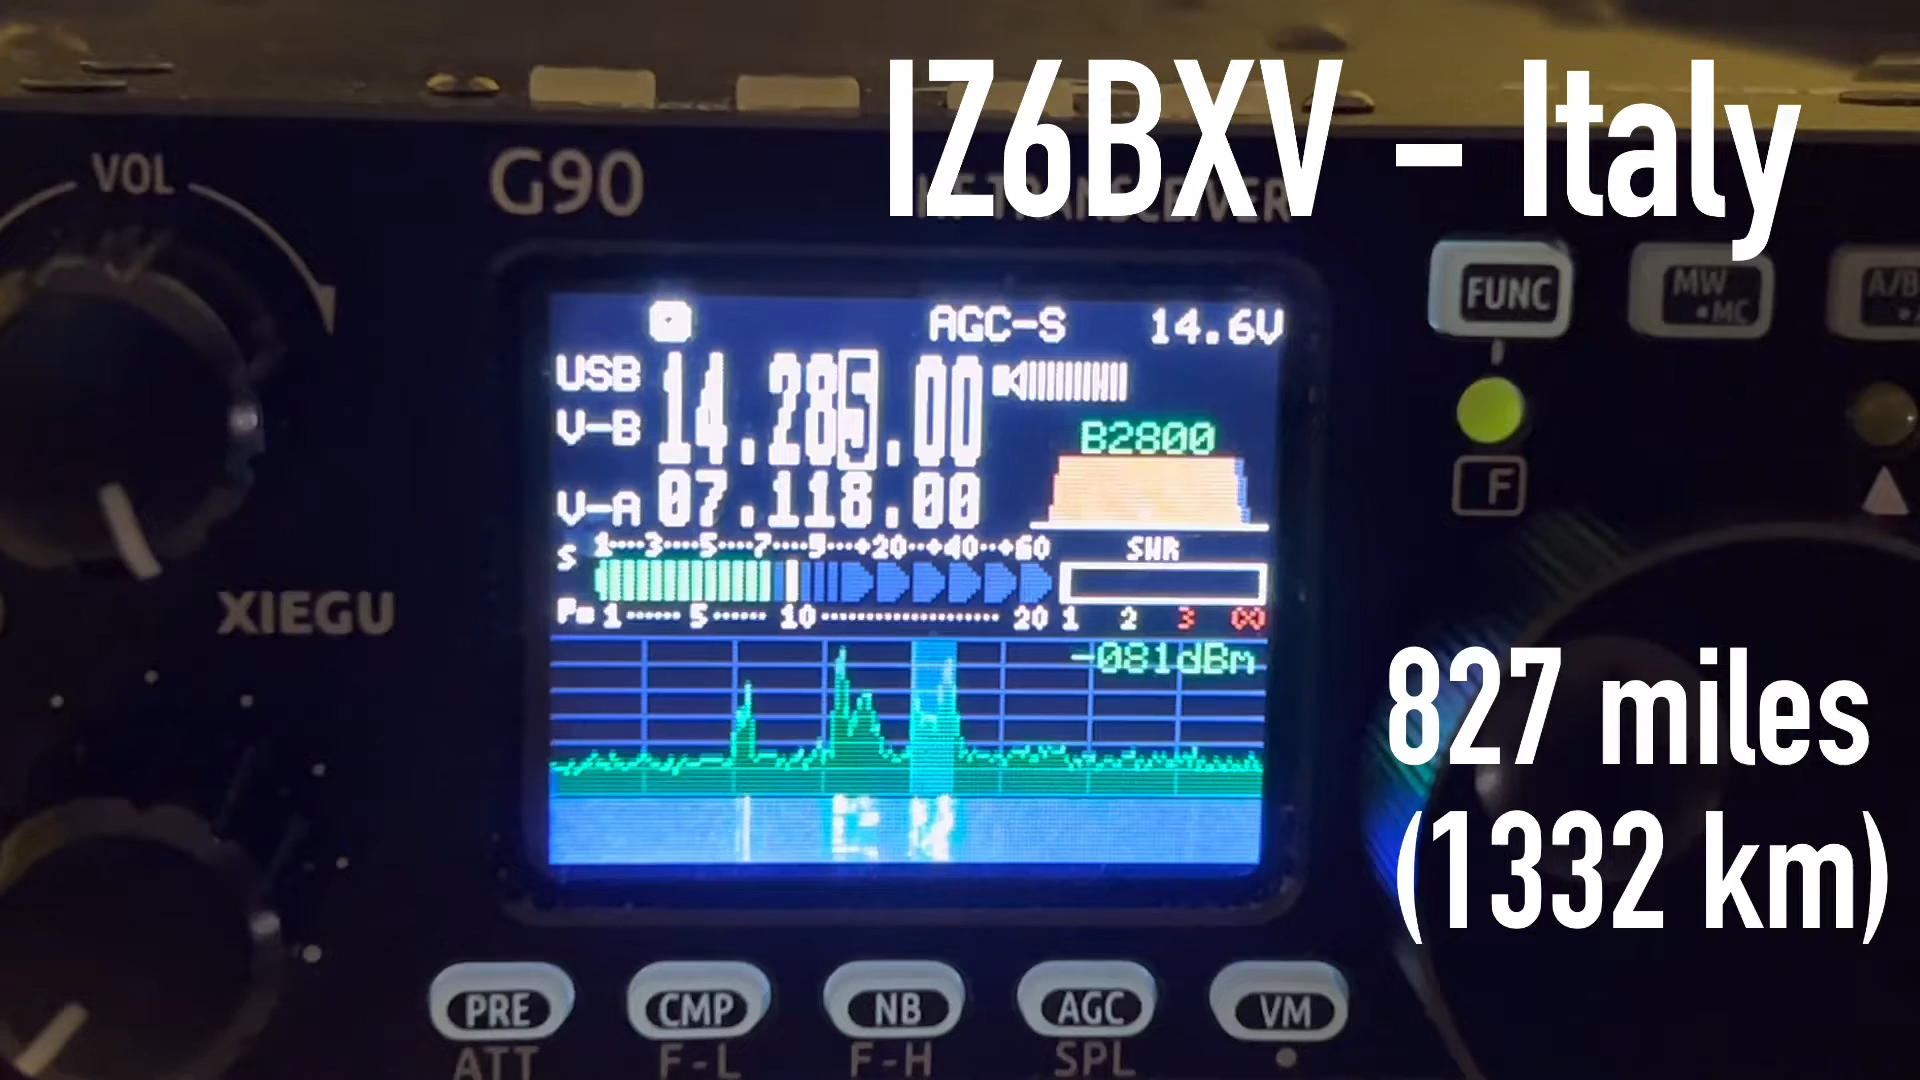 IZ6BXV – Italy
VOL
G90
HF TRANSCEIVER
FUNC
MW
•MC
A/B
F
AGC-S
14.6V
USB
14.285.00
V-B
B2800
V-A
07.118.00
S
1····3····5····7····9···+20··+40··+60
SWR
Po 1······5······10···············20
1 2 3 ∞
-081dBm
XIEGU
827 miles
(1332 km)
PRE
CMP
NB
AGC
VM
ATT
F-L
F-H
SPL